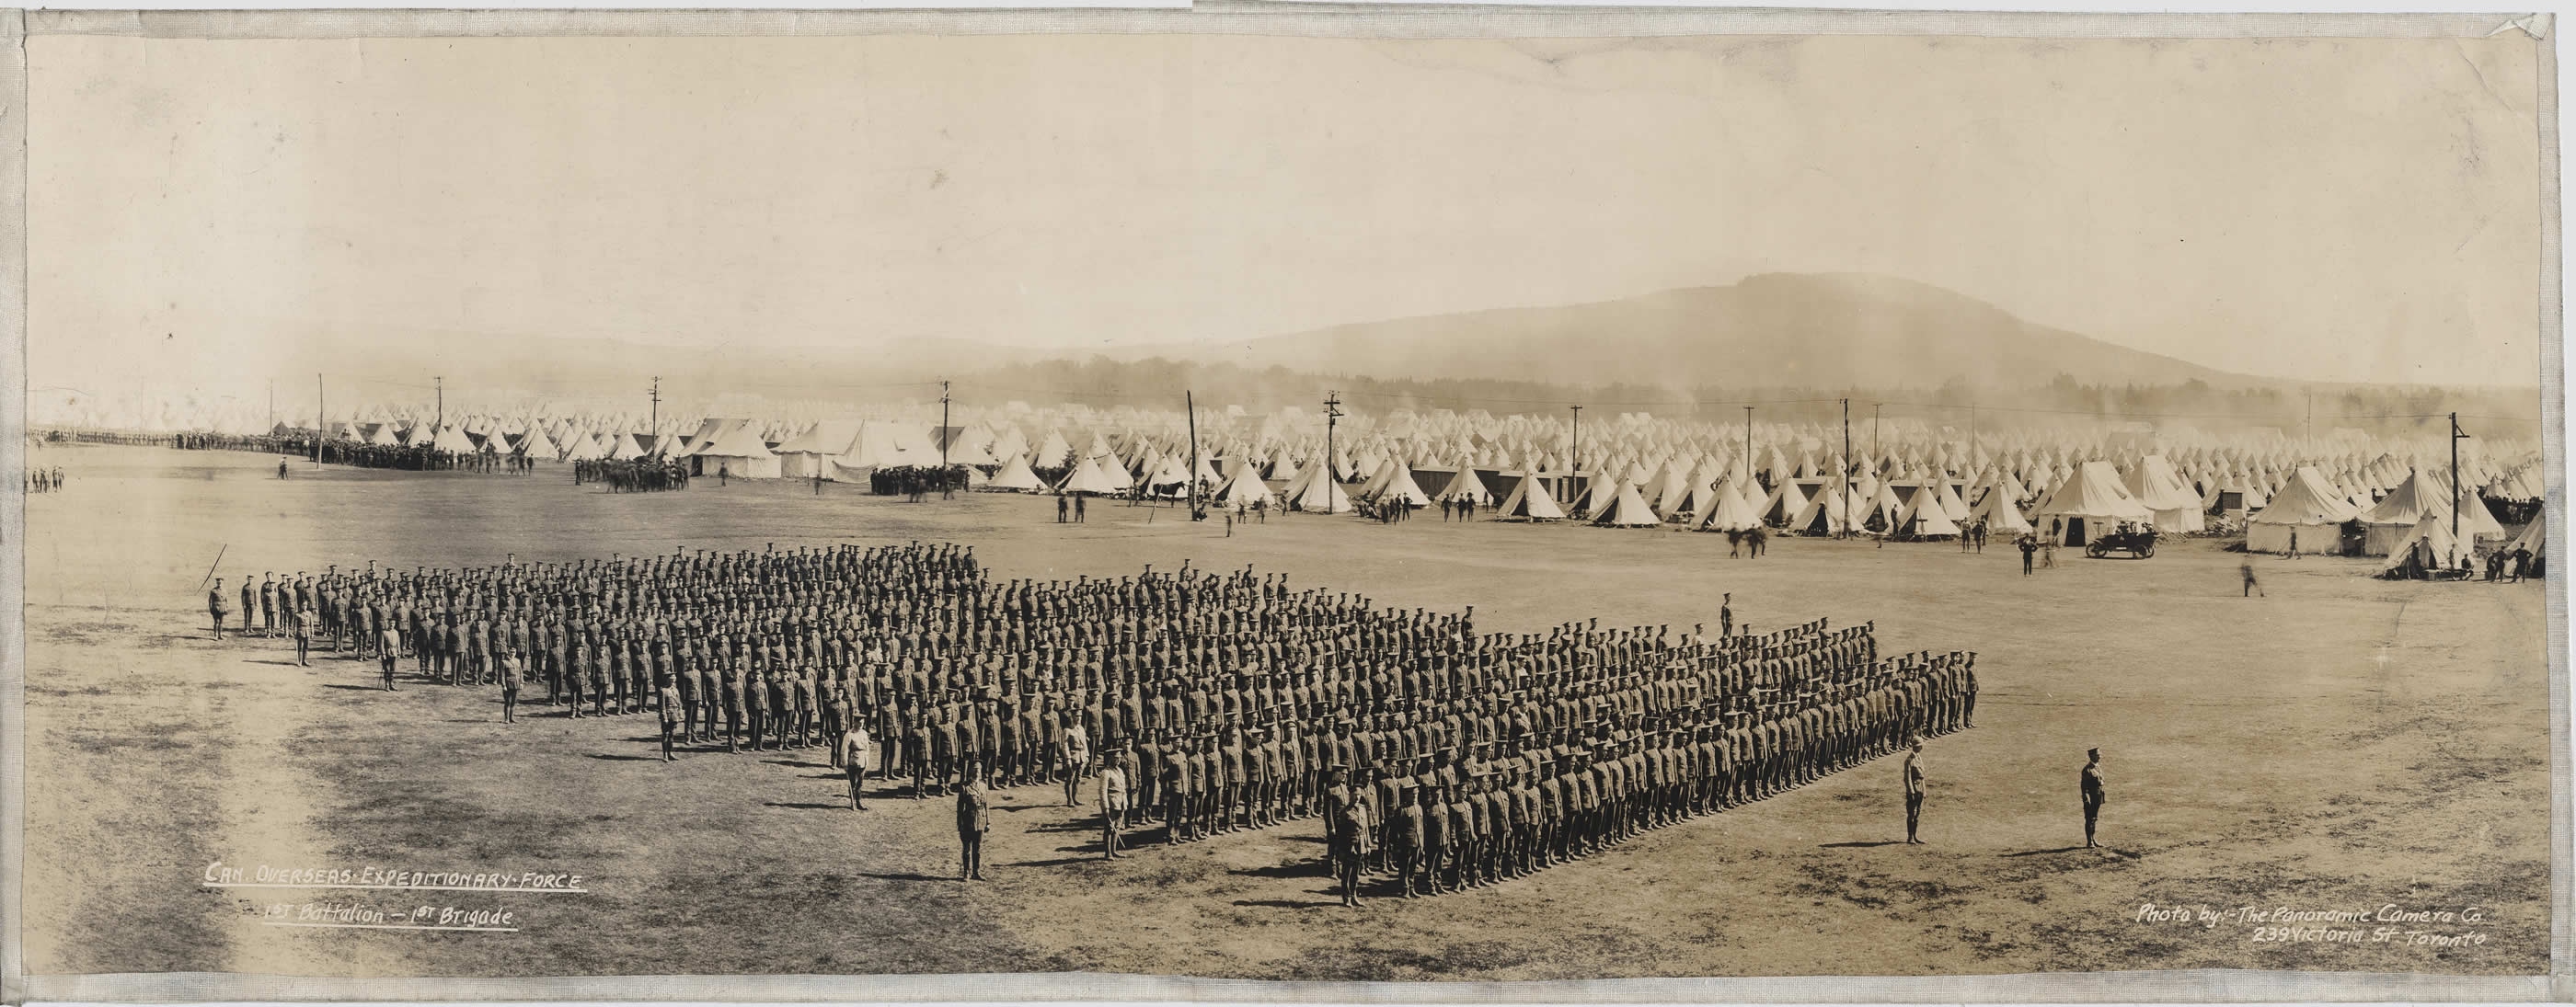 CAN. OVERSEAS·EXPEDITIONARY·FORCE
1ST Battalion – 1ST Brigade
Photo by:- The Panoramic Camera Co.
239 Victoria St. Toronto